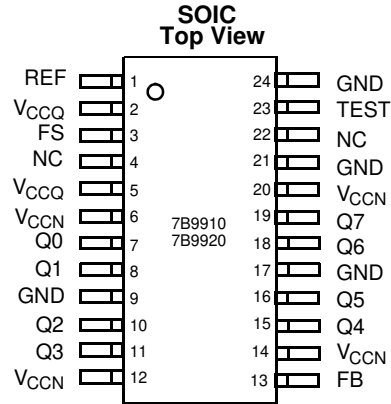 SOIC
Top View
REF 1 24 GND
VCCQ 2 23 TEST
FS 3 22 NC
NC 4 21 GND
VCCQ 5 20 VCCN
VCCN 6 7B9910 19 Q7
Q0 7 7B9920 18 Q6
Q1 8 17 GND
GND 9 16 Q5
Q2 10 15 Q4
Q3 11 14 VCCN
VCCN 12 13 FB